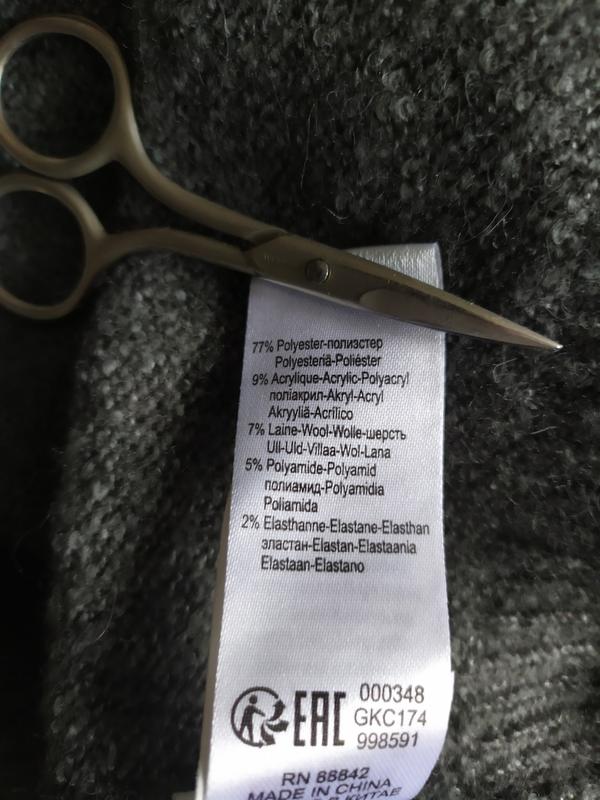 77% Polyester-полиэстер
Polyesteriä-Poliéster
9% Acrylique-Acrylic-Polyacryl
поліакрил-Akryl-Acryl
Akryyliä-Acrílico
7% Laine-Wool-Wolle-шерсть
Ull-Uld-Villaa-Wol-Lana
5% Polyamide-Polyamid
полиамид-Polyamidia
Poliamida
2% Elasthanne-Elastane-Elasthan
эластан-Elastan-Elastaania
Elastaan-Elastano
EAC
000348
GKC174
998591
RN 88842
MADE IN CHINA
В КИТАЕ